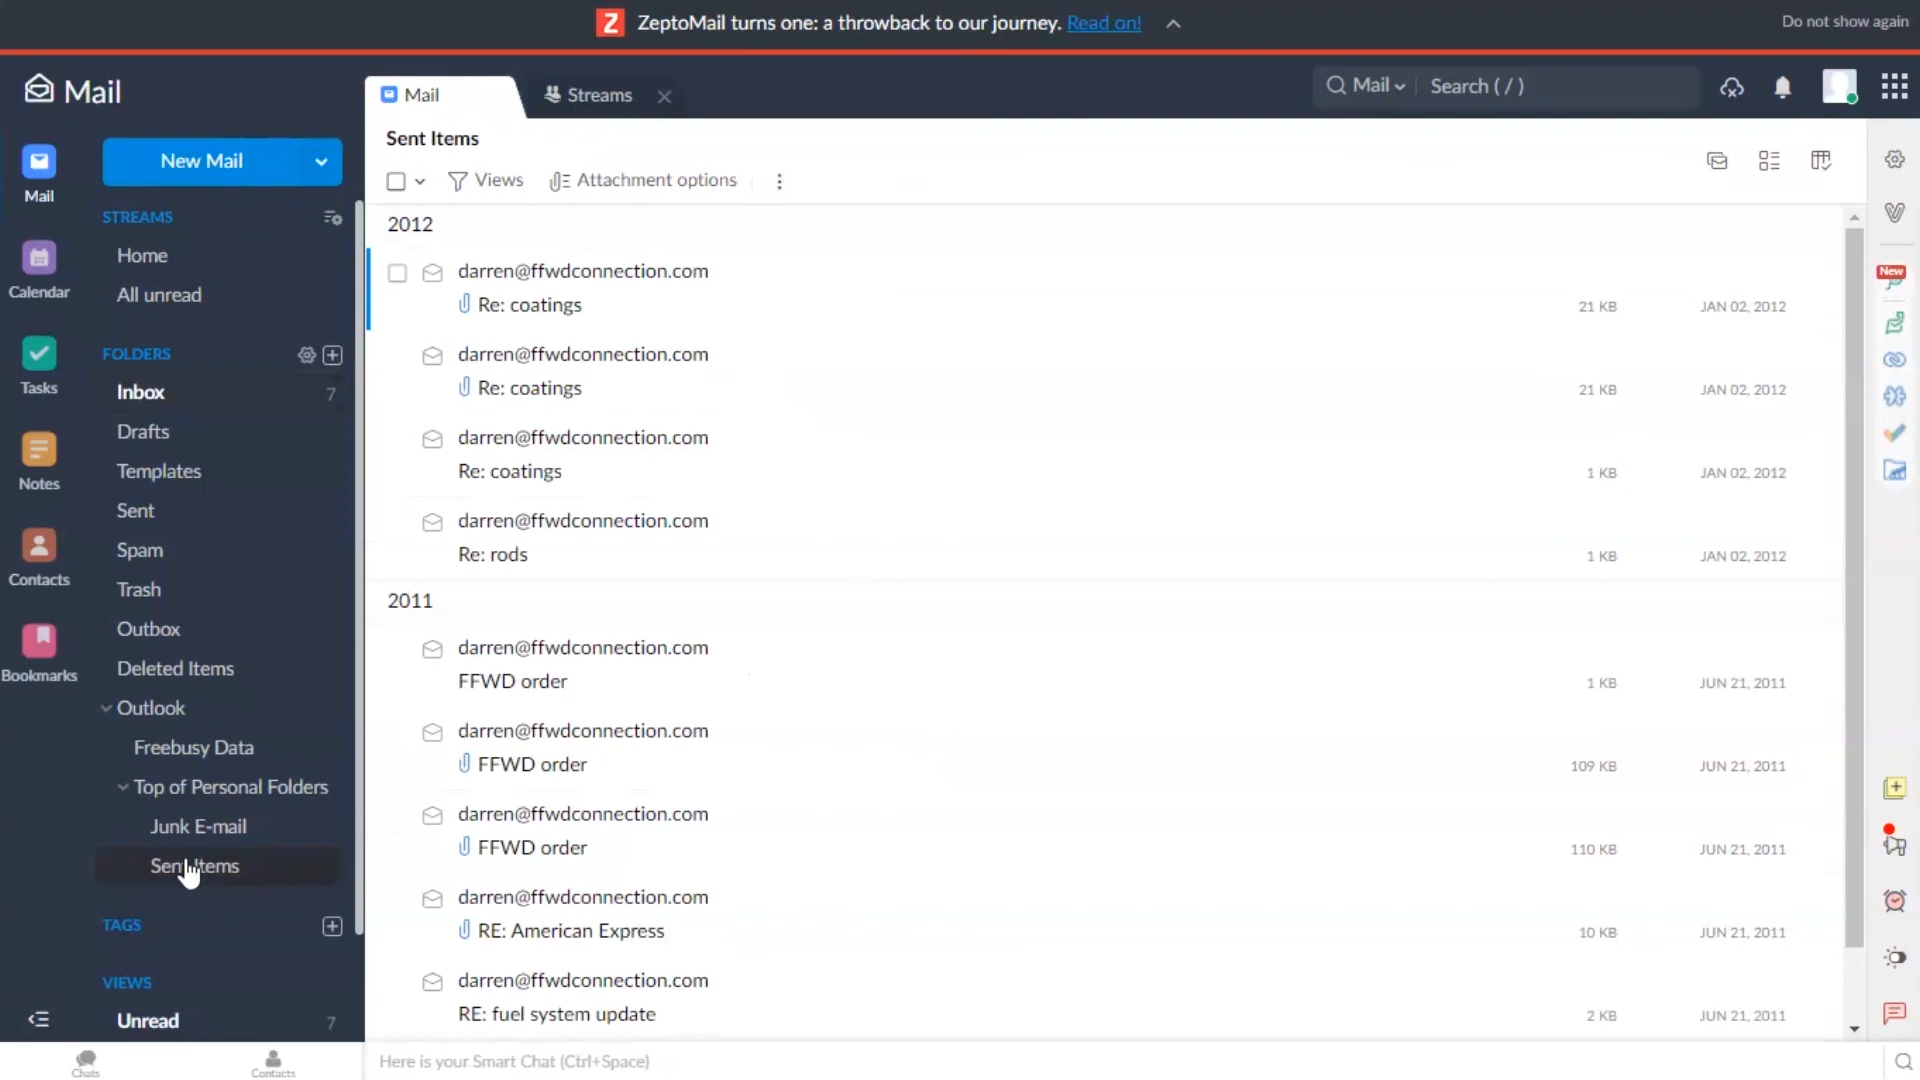 ZeptoMail turns one: a throwback to our journey. Read on!
Do not show again
Mail
Mail
Streams
Mail
Search ( / )
Sent Items
Views
Attachment options
Mail
Calendar
Tasks
Notes
Contacts
Bookmarks
New Mail
STREAMS
Home
All unread
FOLDERS
Inbox 7
Drafts
Templates
Sent
Spam
Trash
Outbox
Deleted Items
Outlook
Freebusy Data
Top of Personal Folders
Junk E-mail
Sent Items
TAGS
VIEWS
Unread 7
2012
darren@ffwdconnection.com
Re: coatings 21 KB JAN 02, 2012
darren@ffwdconnection.com
Re: coatings 21 KB JAN 02, 2012
darren@ffwdconnection.com
Re: coatings 1 KB JAN 02, 2012
darren@ffwdconnection.com
Re: rods 1 KB JAN 02, 2012
2011
darren@ffwdconnection.com
FFWD order 1 KB JUN 21, 2011
darren@ffwdconnection.com
FFWD order 109 KB JUN 21, 2011
darren@ffwdconnection.com
FFWD order 110 KB JUN 21, 2011
darren@ffwdconnection.com
RE: American Express 10 KB JUN 21, 2011
darren@ffwdconnection.com
RE: fuel system update 2 KB JUN 21, 2011
New
Chats
Contacts
Here is your Smart Chat (Ctrl+Space)